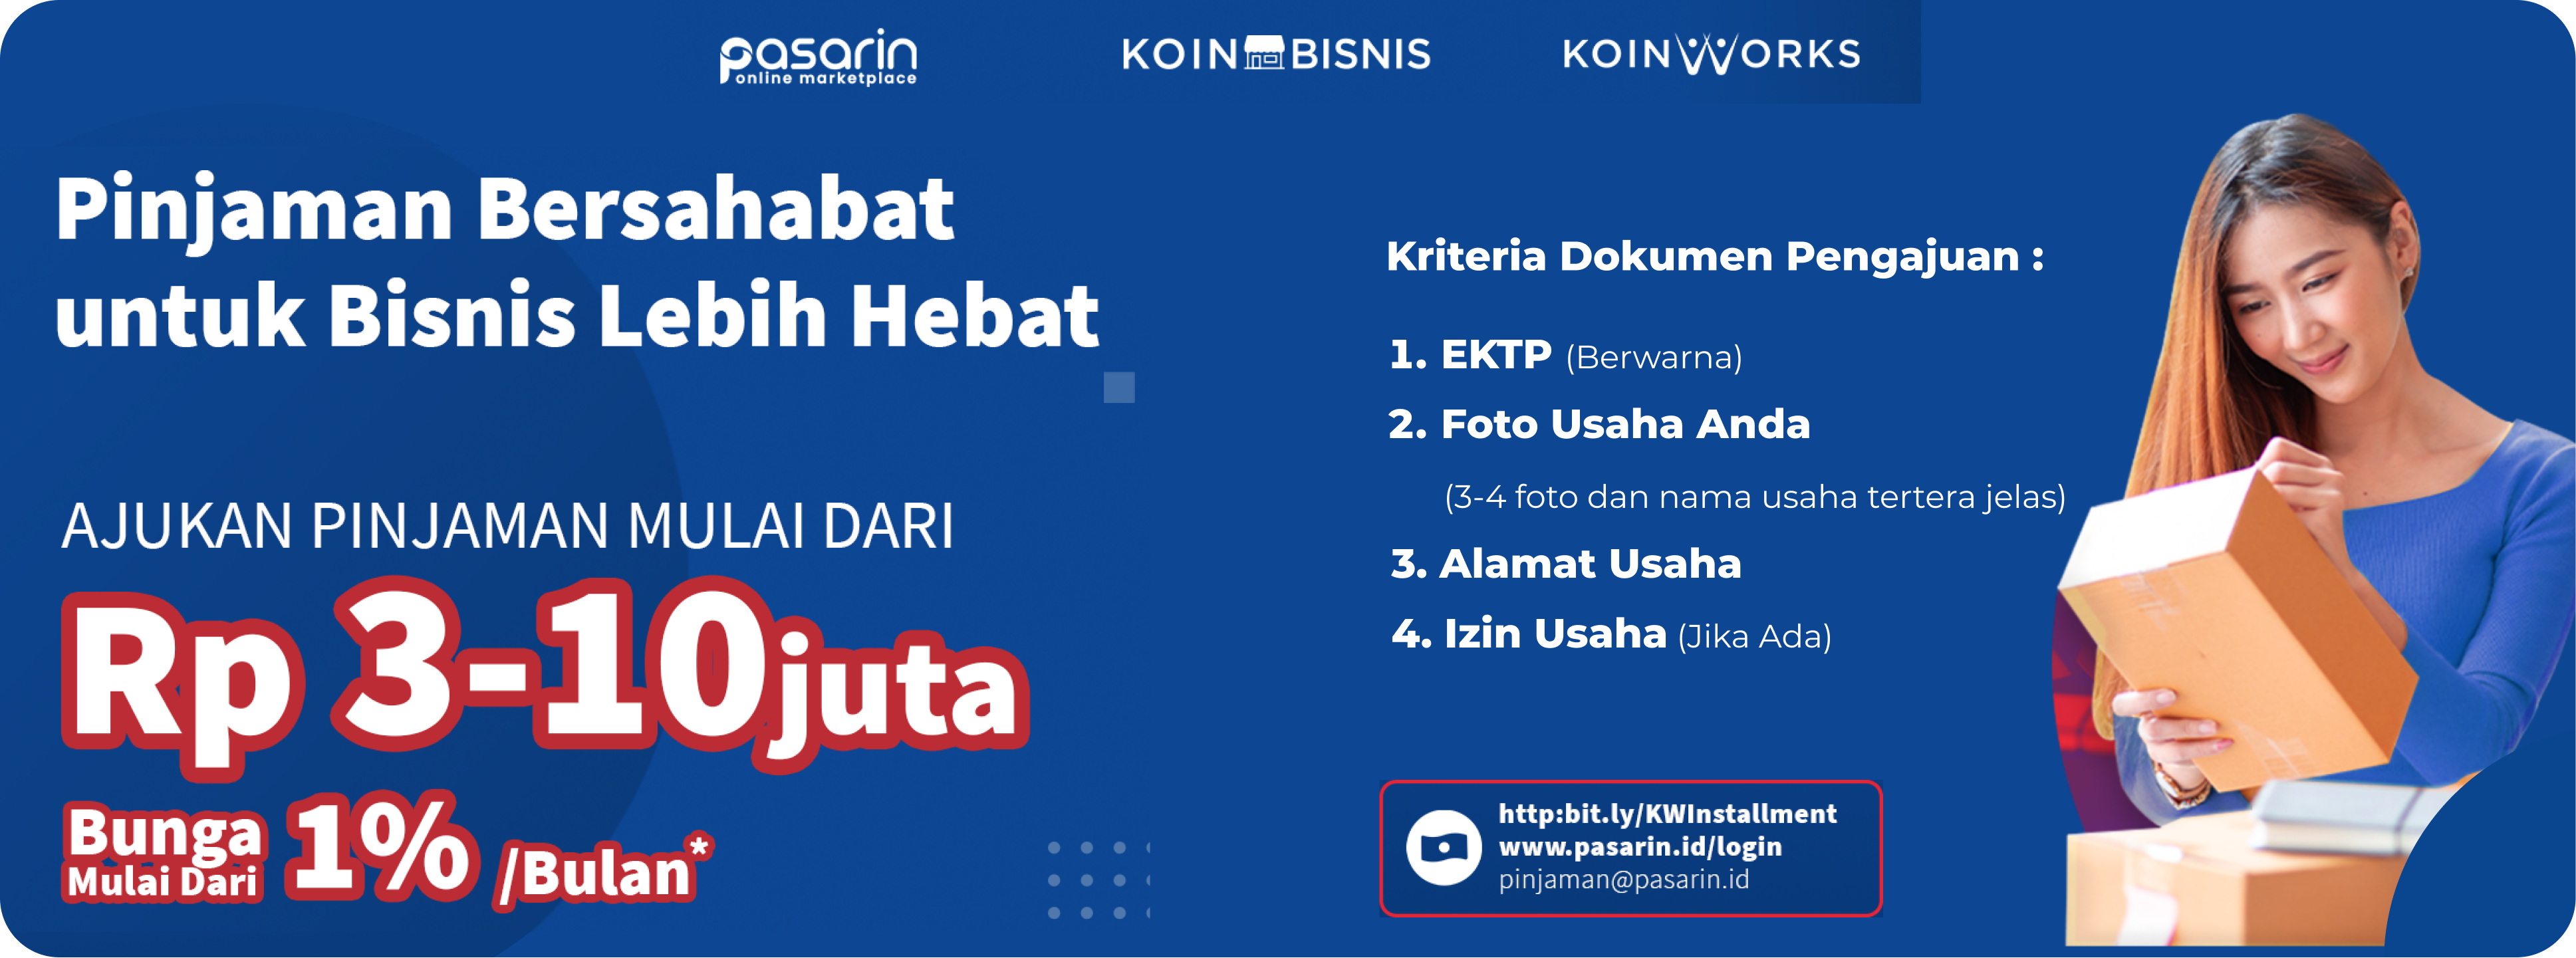 pasarin
online marketplace
KOIN BISNIS
KOINWORKS
Pinjaman Bersahabat
untuk Bisnis Lebih Hebat
AJUKAN PINJAMAN MULAI DARI
Rp 3-10juta
Bunga
Mulai Dari
1% /Bulan*
Kriteria Dokumen Pengajuan :
1. EKTP (Berwarna)
2. Foto Usaha Anda
(3-4 foto dan nama usaha tertera jelas)
3. Alamat Usaha
4. Izin Usaha (Jika Ada)
http:bit.ly/KWInstallment
www.pasarin.id/login
pinjaman@pasarin.id